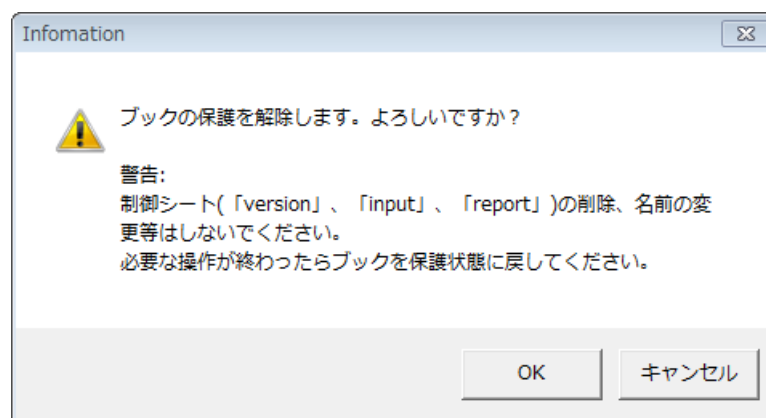 Infomation
ブックの保護を解除します。よろしいですか？
警告:
制御シート(「version」、「input」、「report」)の削除、名前の変
更等はしないでください。
必要な操作が終わったらブックを保護状態に戻してください。
OK
キャンセル